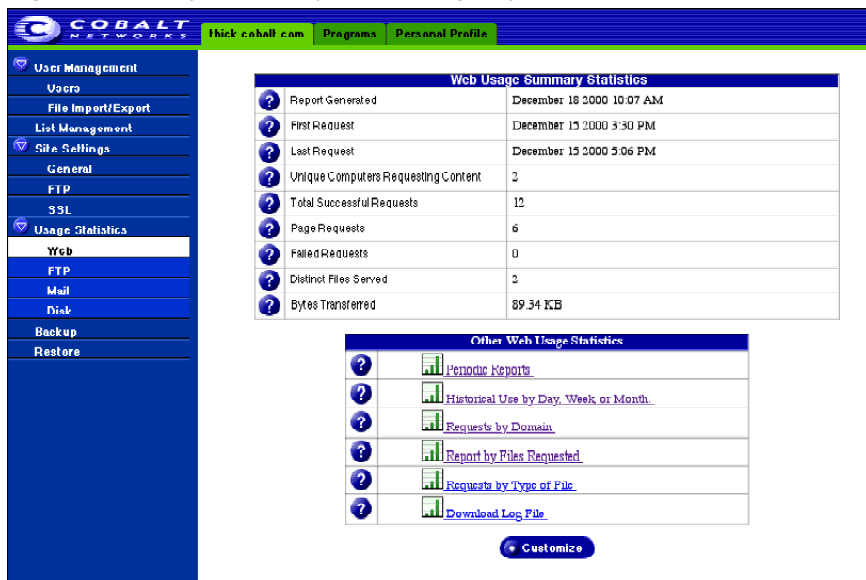 COBALT
NETWORKS
thick.cobalt.com
Programs
Personal Profile
User Management
Users
File Import/Export
List Management
Site Settings
General
FTP
SSL
Usage Statistics
Web
FTP
Mail
Disk
Backup
Restore
Web Usage Summary Statistics
Report Generated December 18 2000 10:07 AM
First Request December 15 2000 3:30 PM
Last Request December 15 2000 5:06 PM
Unique Computers Requesting Content 2
Total Successful Requests 12
Page Requests 6
Failed Requests 0
Distinct Files Served 2
Bytes Transferred 89.34 KB
Other Web Usage Statistics
Periodic Reports
Historical Use by Day, Week, or Month.
Requests by Domain
Report by Files Requested
Requests by Type of File
Download Log File
Customize